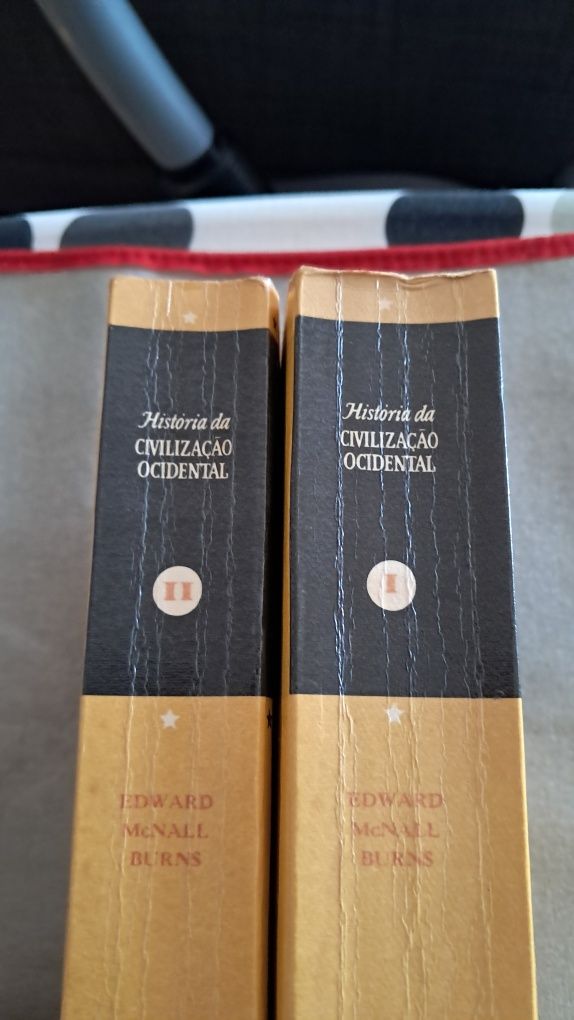 História da
CIVILIZAÇÃO
OCIDENTAL
II
EDWARD
McNALL
BURNS
História da
CIVILIZAÇÃO
OCIDENTAL
I
EDWARD
McNALL
BURNS